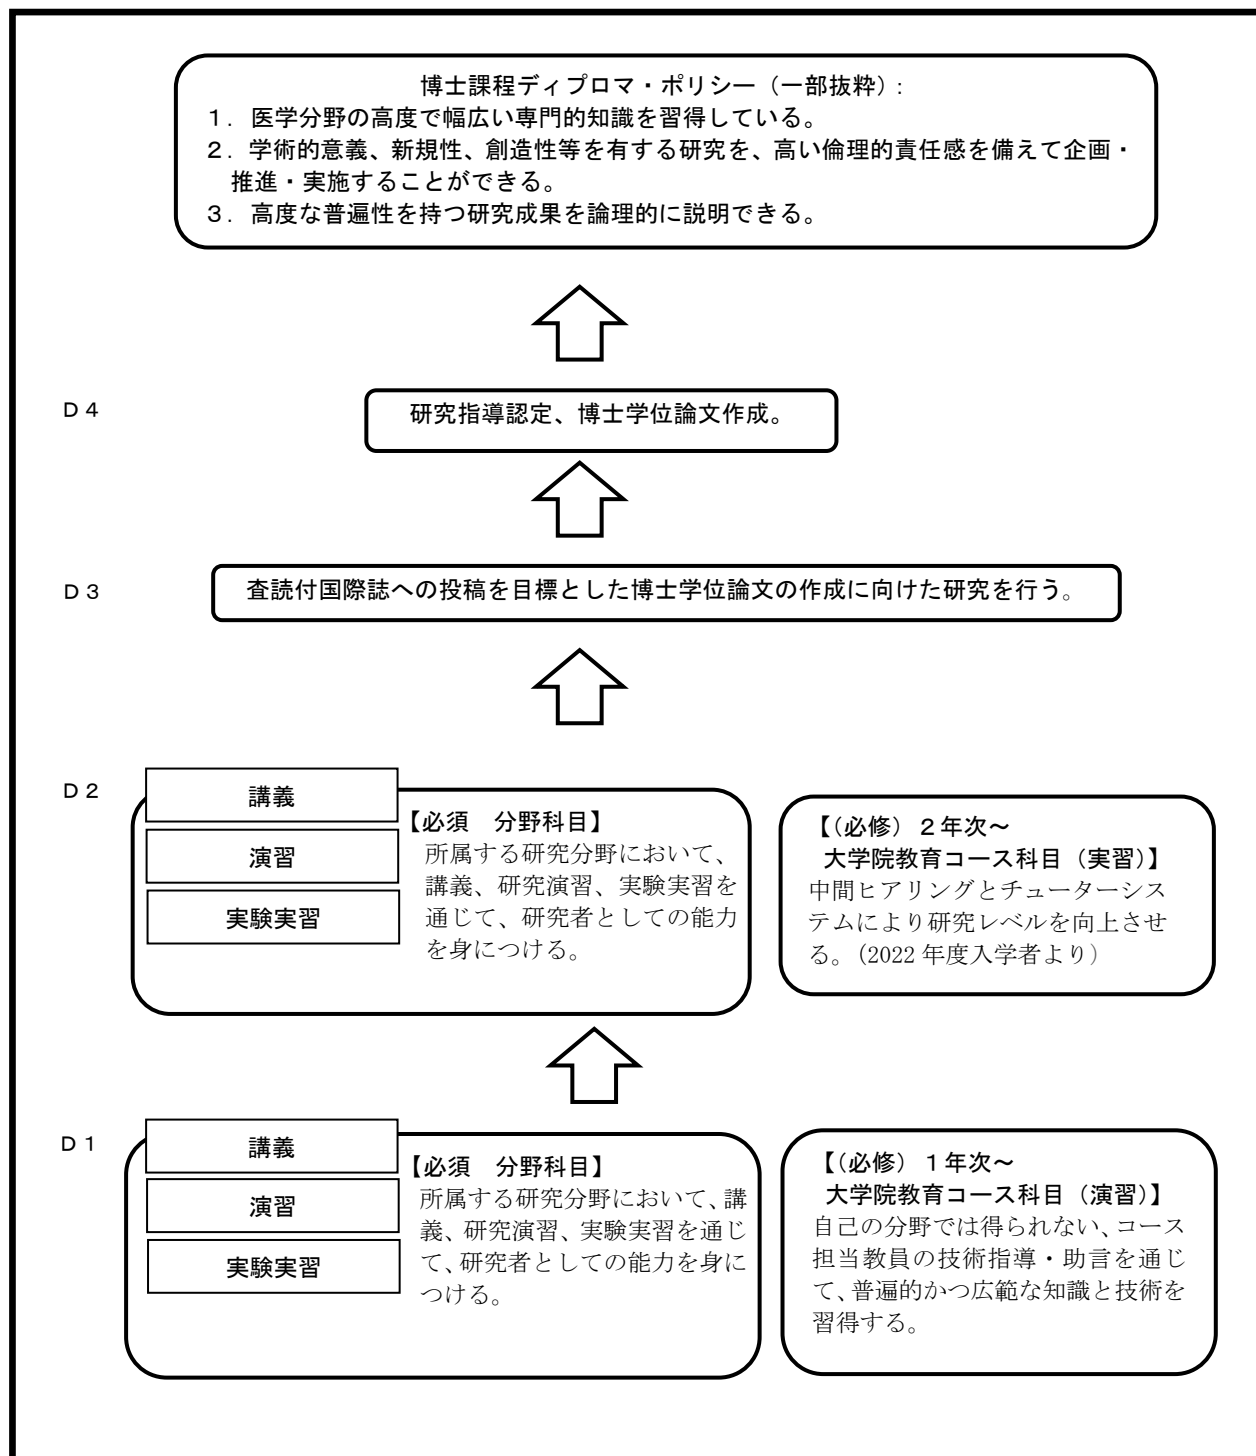 博士課程ディプロマ・ポリシー（一部抜粋）:
１．医学分野の高度で幅広い専門的知識を習得している。
２．学術的意義、新規性、創造性等を有する研究を、高い倫理的責任感を備えて企画・
推進・実施することができる。
３．高度な普遍性を持つ研究成果を論理的に説明できる。
Ｄ４
研究指導認定、博士学位論文作成。
Ｄ３
査読付国際誌への投稿を目標とした博士学位論文の作成に向けた研究を行う。
Ｄ２
講義
演習
実験実習
【必須　分野科目】
所属する研究分野において、
講義、研究演習、実験実習を
通じて、研究者としての能力
を身につける。
【（必修）２年次～
大学院教育コース科目（実習）】
中間ヒアリングとチューターシス
テムにより研究レベルを向上させ
る。（2022 年度入学者より）
Ｄ１
講義
演習
実験実習
【必須　分野科目】
所属する研究分野において、講
義、研究演習、実験実習を通じ
て、研究者としての能力を身に
つける。
【（必修）１年次～
大学院教育コース科目（演習）】
自己の分野では得られない、コース
担当教員の技術指導・助言を通じ
て、普遍的かつ広範な知識と技術を
習得する。